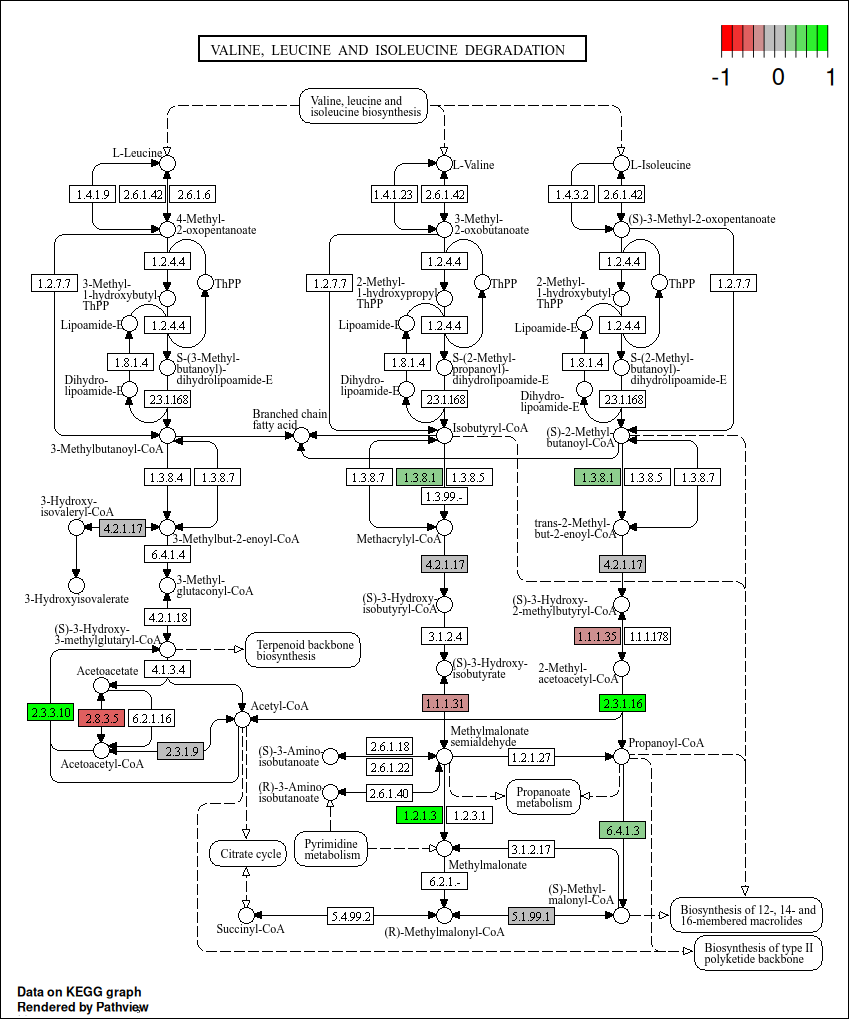 VALINE, LEUCINE AND ISOLEUCINE DEGRADATION
-1 0 1
Valine, leucine and
isoleucine biosynthesis
L-Leucine
L-Valine
L-Isoleucine
1.4.1.9 2.6.1.42 2.6.1.6
1.4.1.23 2.6.1.42
1.4.3.2 2.6.1.42
4-Methyl-
2-oxopentanoate
3-Methyl-
2-oxobutanoate
(S)-3-Methyl-2-oxopentanoate
1.2.4.4
1.2.4.4
1.2.4.4
1.2.7.7
3-Methyl-
1-hydroxybutyl-
ThPP
ThPP
1.2.7.7
2-Methyl-
1-hydroxypropyl-
ThPP
ThPP
2-Methyl-
1-hydroxybutyl-
ThPP
ThPP
1.2.7.7
Lipoamide-E
1.2.4.4
Lipoamide-E
1.2.4.4
Lipoamide-E
1.2.4.4
1.8.1.4
S-(3-Methyl-
butanoyl)-
dihydrolipoamide-E
1.8.1.4
S-(2-Methyl-
propanoyl)-
dihydrolipoamide-E
1.8.1.4
S-(2-Methyl-
butanoyl)-
dihydrolipoamide-E
Dihydro-
lipoamide-E
Dihydro-
lipoamide-E
Dihydro-
lipoamide-E
2.3.1.168
2.3.1.168
2.3.1.168
Branched chain
fatty acid
3-Methylbutanoyl-CoA
Isobutyryl-CoA
(S)-2-Methyl-
butanoyl-CoA
1.3.8.4 1.3.8.7
1.3.8.7 1.3.8.1 1.3.8.5
1.3.8.1 1.3.8.5 1.3.8.7
1.3.99.-
3-Hydroxy-
isovaleryl-CoA
4.2.1.17
3-Methylbut-2-enoyl-CoA
Methacrylyl-CoA
trans-2-Methyl-
but-2-enoyl-CoA
6.4.1.4
4.2.1.17
4.2.1.17
3-Hydroxyisovalerate
3-Methyl-
glutaconyl-CoA
(S)-3-Hydroxy-
isobutyryl-CoA
(S)-3-Hydroxy-
2-methylbutyryl-CoA
4.2.1.18
(S)-3-Hydroxy-
3-methylglutaryl-CoA
Terpenoid backbone
biosynthesis
3.1.2.4
1.1.1.35 1.1.1.178
4.1.3.4
Acetoacetate
(S)-3-Hydroxy-
isobutyrate
2-Methyl-
acetoacetyl-CoA
2.3.3.10 2.8.3.5 6.2.1.16
Acetyl-CoA
1.1.1.31
2.3.1.16
2.3.1.9
Acetoacetyl-CoA
Methylmalonate
semialdehyde
Propanoyl-CoA
(S)-3-Amino-
isobutanoate
2.6.1.18
2.6.1.22
1.2.1.27
(R)-3-Amino-
isobutanoate
2.6.1.40
Propanoate
metabolism
1.2.1.3 1.2.3.1
6.4.1.3
Citrate cycle
Pyrimidine
metabolism
3.1.2.17
Methylmalonate
6.2.1.-
(S)-Methyl-
malonyl-CoA
5.4.99.2
5.1.99.1
Succinyl-CoA
(R)-Methylmalonyl-CoA
Biosynthesis of 12-, 14- and
16-membered macrolides
Biosynthesis of type II
polyketide backbone
Data on KEGG graph
Rendered by Pathview